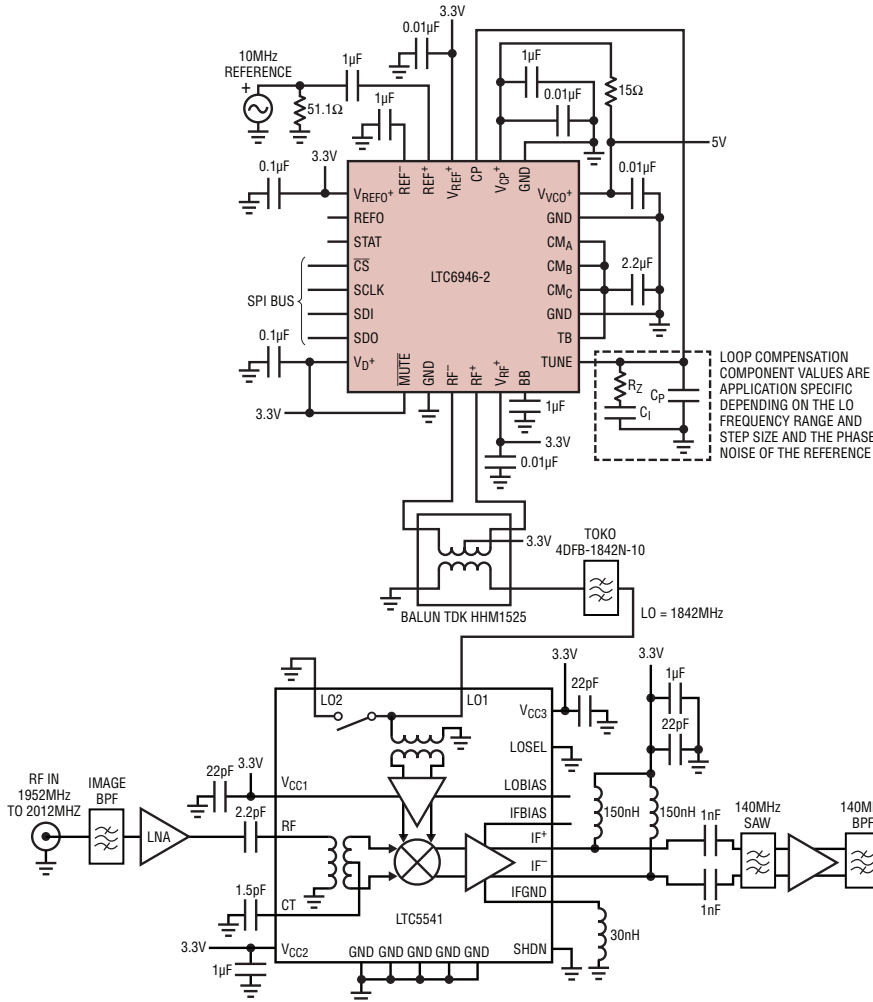 3.3V
0.01µF
10MHz
REFERENCE
1µF
+
51.1Ω
1µF
1µF
0.01µF
15Ω
5V
0.1µF
3.3V
REF⁻
REF⁺
VREF⁺
CP
VCP⁺
GND
VREFO⁺
REFO
STAT
CS
SCLK
SDI
SDO
VD⁺
SPI BUS
0.1µF
3.3V
LTC6946-2
VVCO⁺
GND
CMA
CMB
CMC
GND
TB
TUNE
0.01µF
2.2µF
MUTE
GND
RF⁻
RF⁺
VRF⁺
BB
1µF
3.3V
0.01µF
RZ
CI
CP
LOOP COMPENSATION
COMPONENT VALUES ARE
APPLICATION SPECIFIC
DEPENDING ON THE LO
FREQUENCY RANGE AND
STEP SIZE AND THE PHASE
NOISE OF THE REFERENCE
3.3V
BALUN TDK HHM1525
TOKO
4DFB-1842N-10
LO = 1842MHz
LO2
LO1
3.3V
22pF
3.3V
1µF
22pF
VCC3
LOSEL
LOBIAS
IFBIAS
IF⁺
IF⁻
IFGND
SHDN
150nH
150nH
1nF
1nF
30nH
140MHz
SAW
BPF
RF IN
1952MHz
TO 2012MHZ
IMAGE
BPF
LNA
22pF
3.3V
VCC1
2.2pF
RF
1.5pF
CT
3.3V
VCC2
1µF
LTC5541
GND GND GND GND GND